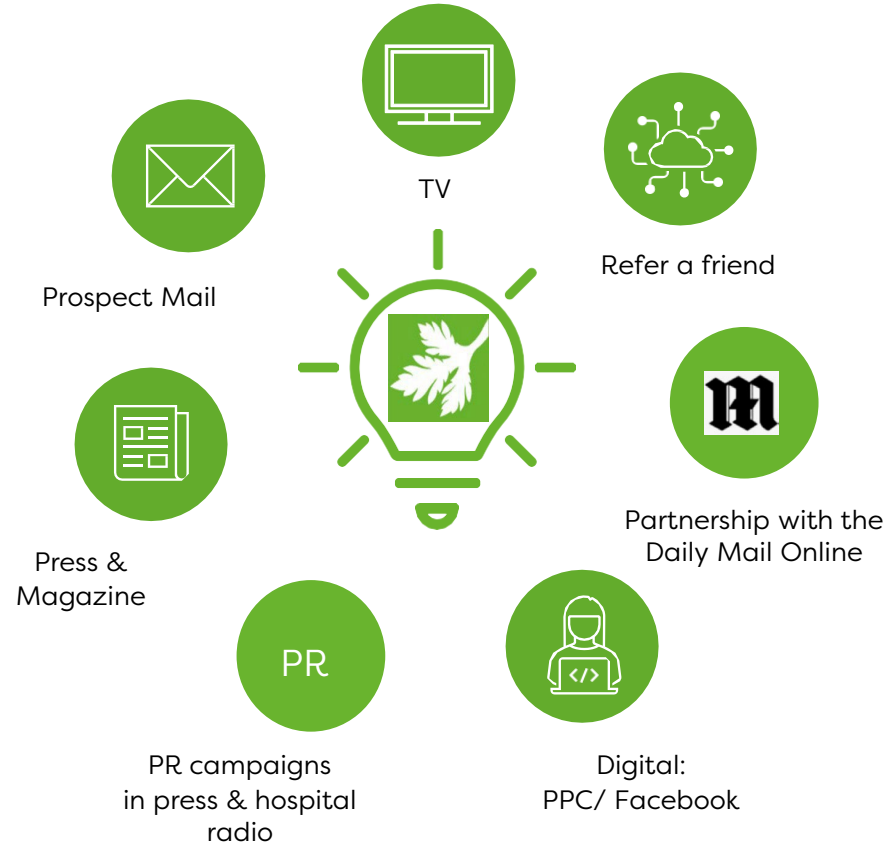 TV
Refer a friend
Prospect Mail
m
Partnership with the
Daily Mail Online
Press &
Magazine
PR
</>
PR campaigns
in press & hospital
radio
Digital:
PPC/ Facebook